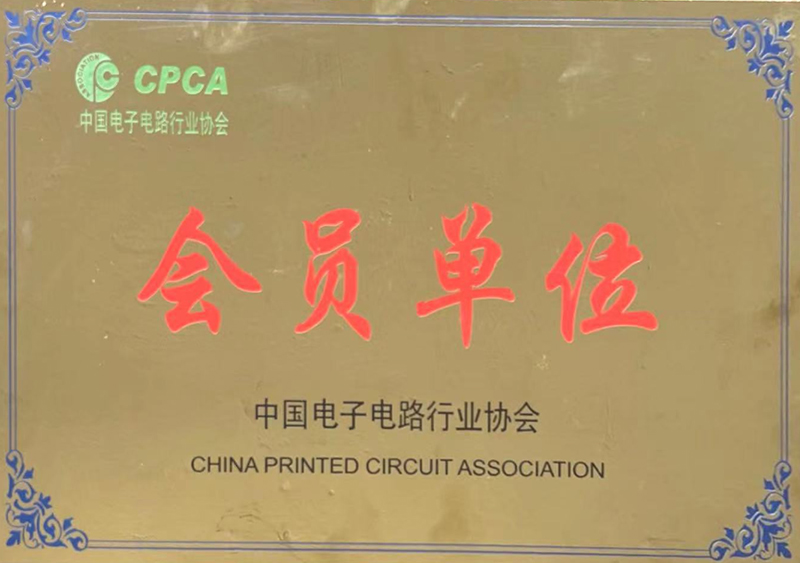 ASSOCIATION
CPCA
中国电子电路行业协会
会员单位
中国电子电路行业协会
CHINA PRINTED CIRCUIT ASSOCIATION